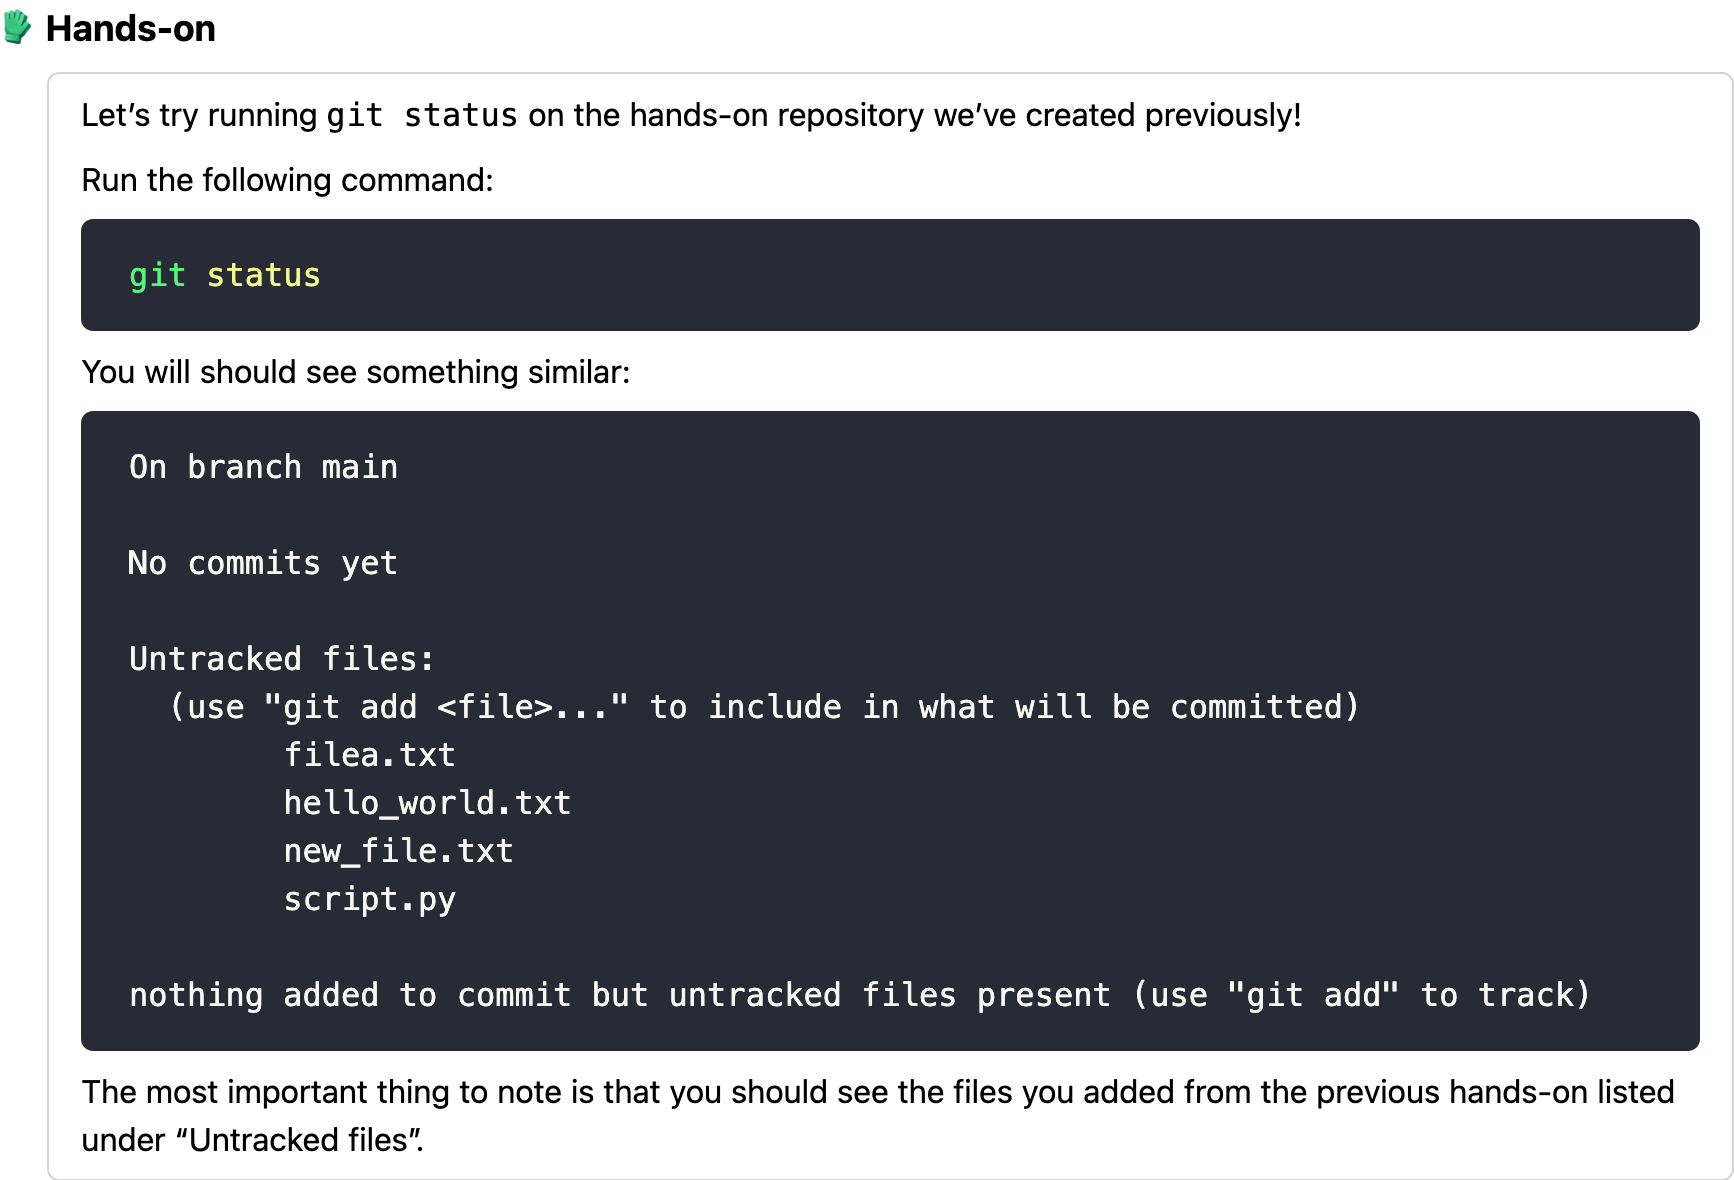 Hands-on
Let’s try running git status on the hands-on repository we’ve created previously!
Run the following command:
git status
You will should see something similar:
On branch main
No commits yet
Untracked files:
  (use "git add <file>..." to include in what will be committed)
        filea.txt
        hello_world.txt
        new_file.txt
        script.py
nothing added to commit but untracked files present (use "git add" to track)
The most important thing to note is that you should see the files you added from the previous hands-on listed
under “Untracked files”.